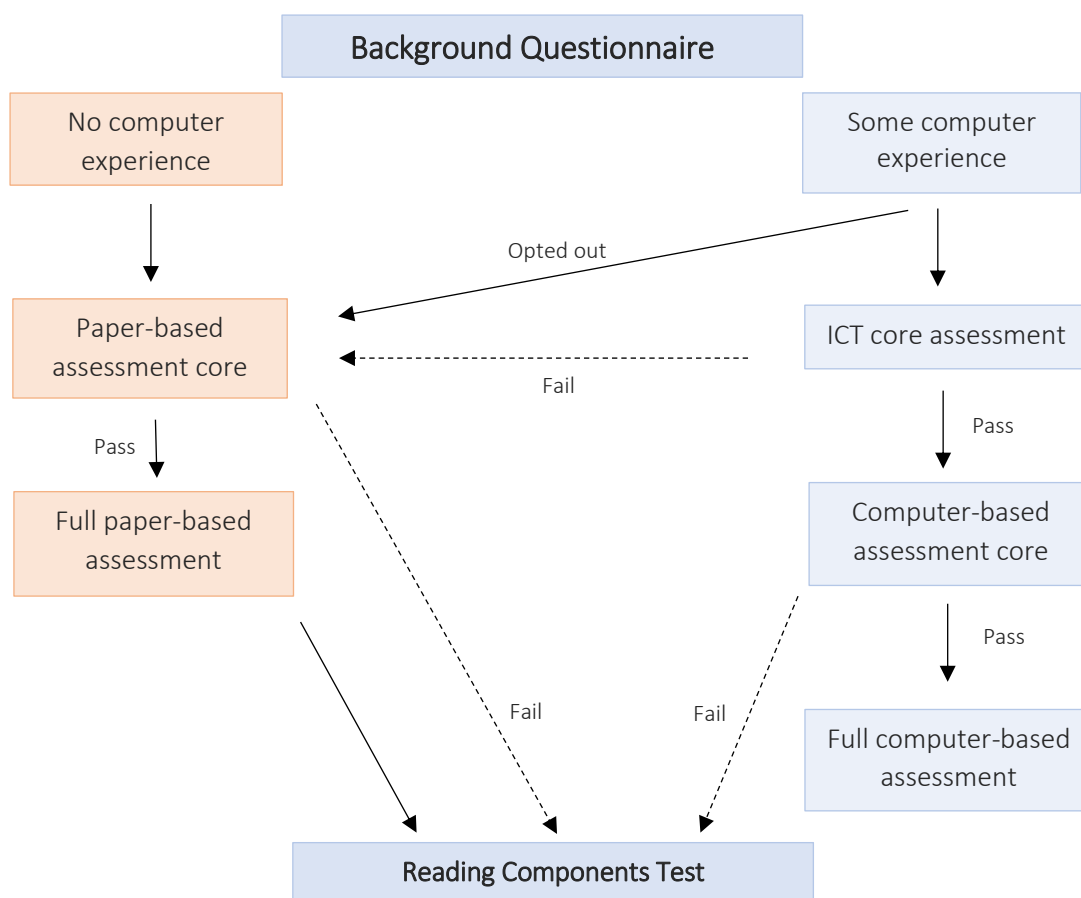 Background Questionnaire
No computer
experience
Some computer
experience
Opted out
Paper-based
assessment core
ICT core assessment
Fail
Pass
Pass
Full paper-based
assessment
Computer-based
assessment core
Pass
Fail
Fail
Full computer-based
assessment
Reading Components Test